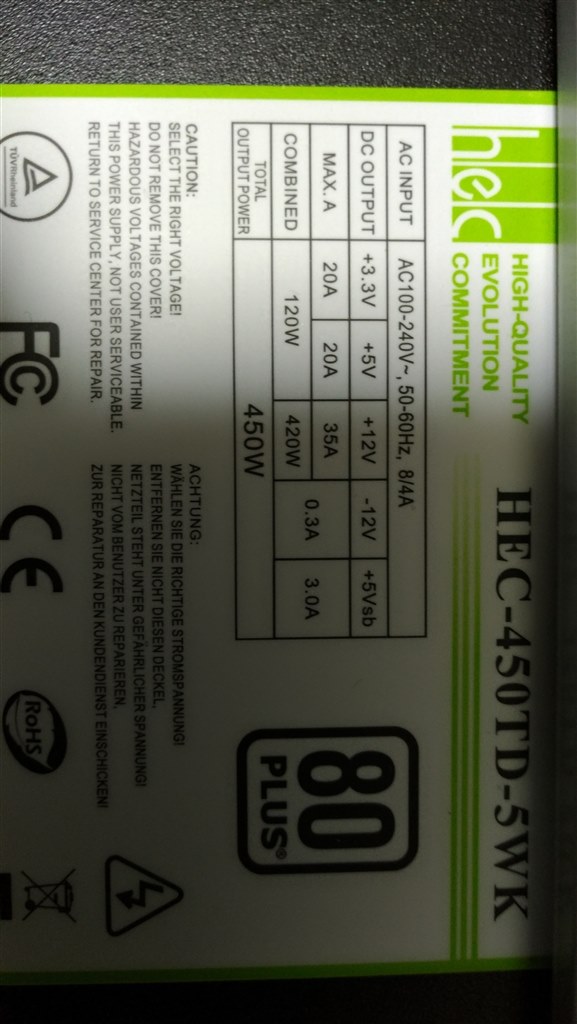 hec
HIGH-QUALITY
EVOLUTION
COMMITMENT
HEC-450TD-5WK
AC INPUT AC100-240V~, 50-60Hz, 8/4A
DC OUTPUT +3.3V +5V +12V -12V +5Vsb
MAX. A 20A 20A 35A 0.3A 3.0A
COMBINED 120W 420W
TOTAL
OUTPUT POWER 450W
80
PLUS®
CAUTION:
SELECT THE RIGHT VOLTAGE!
DO NOT REMOVE THIS COVER!
HAZARDOUS VOLTAGES CONTAINED WITHIN
THIS POWER SUPPLY, NOT USER SERVICEABLE.
RETURN TO SERVICE CENTER FOR REPAIR.
ACHTUNG:
WÄHLEN SIE DIE RICHTIGE STROMSPANNUNG!
ENTFERNEN SIE NICHT DIESEN DECKEL,
NETZTEIL STEHT UNTER GEFÄHRLICHER SPANNUNG!
NICHT VOM BENUTZER ZU REPARIEREN,
ZUR REPARATUR AN DEN KUNDENDIENST EINSCHICKEN!
TÜVRheinland
FC
CE
RoHS